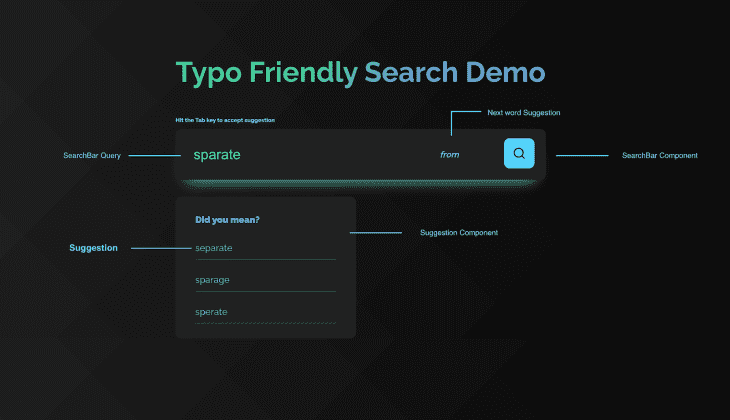 Typo Friendly Search Demo
Hit the Tab key to accept suggestion
Next word Suggestion
SearchBar Query
sparate
from
SearchBar Component
Did you mean?
Suggestion Component
Suggestion
separate
sparage
sperate